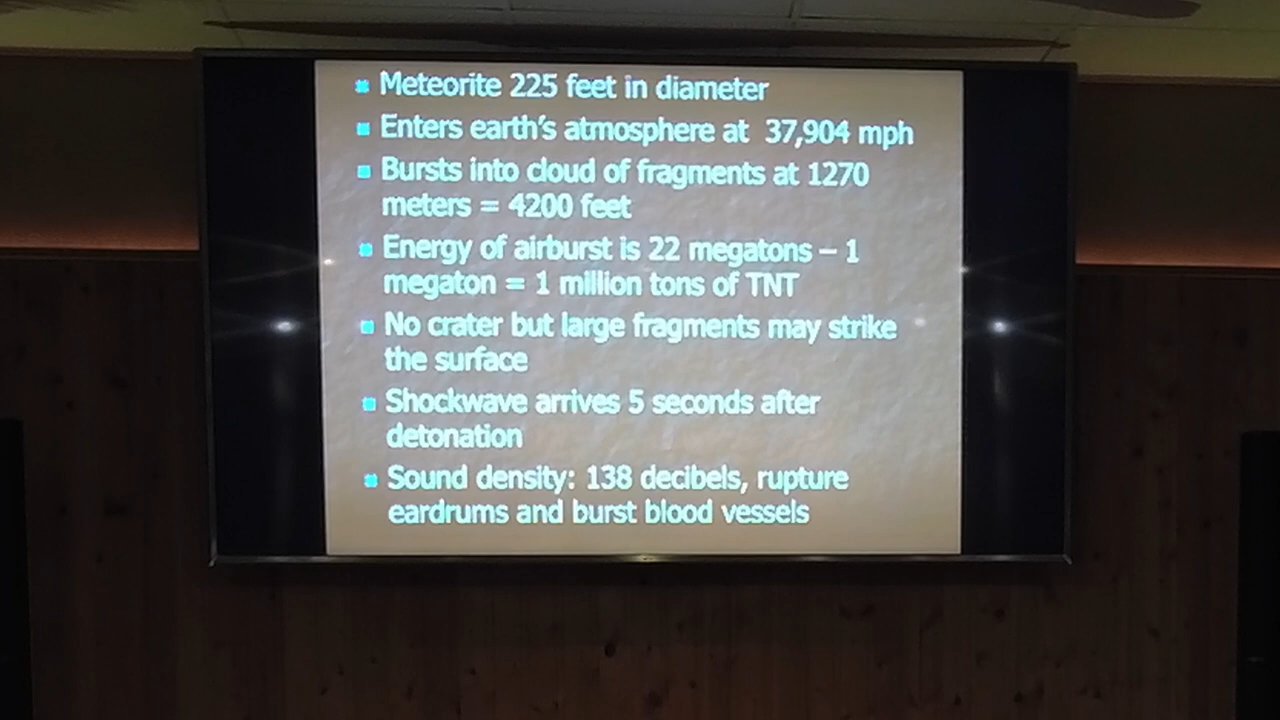 Meteorite 225 feet in diameter
Enters earth's atmosphere at 37,904 mph
Bursts into cloud of fragments at 1270
meters = 4200 feet
Energy of airburst is 22 megatons – 1
megaton = 1 million tons of TNT
No crater but large fragments may strike
the surface
Shockwave arrives 5 seconds after
detonation
Sound density: 138 decibels, rupture
eardrums and burst blood vessels